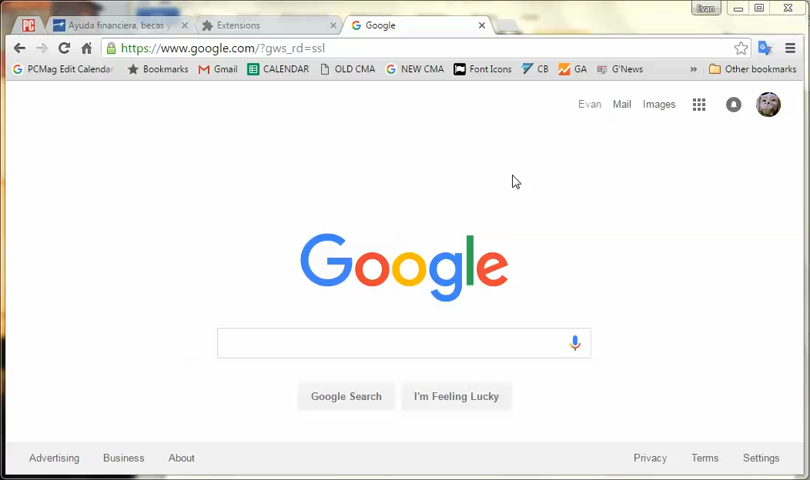 Evan
PC Ayuda financiera, becas y Extensions Google
https://www.google.com/?gws_rd=ssl
G PCMag Edit Calendar Bookmarks Gmail CALENDAR OLD CMA G NEW CMA Font Icons CB GA G'News » Other bookmarks
Evan Mail Images
Google
Google Search I'm Feeling Lucky
Advertising Business About Privacy Terms Settings